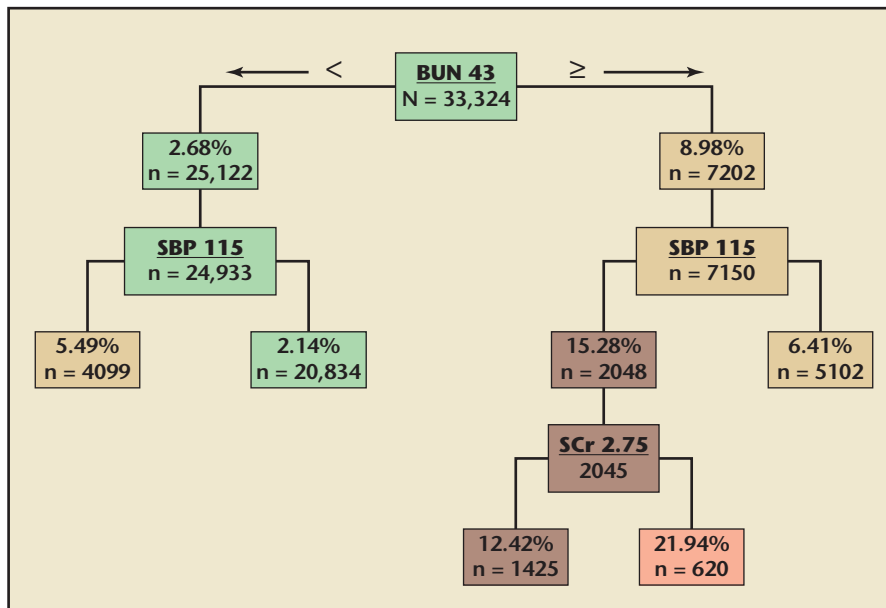 <
BUN 43
N = 33,324
≥
2.68%
n = 25,122
8.98%
n = 7202
SBP 115
n = 24,933
SBP 115
n = 7150
5.49%
n = 4099
2.14%
n = 20,834
15.28%
n = 2048
6.41%
n = 5102
SCr 2.75
2045
12.42%
n = 1425
21.94%
n = 620